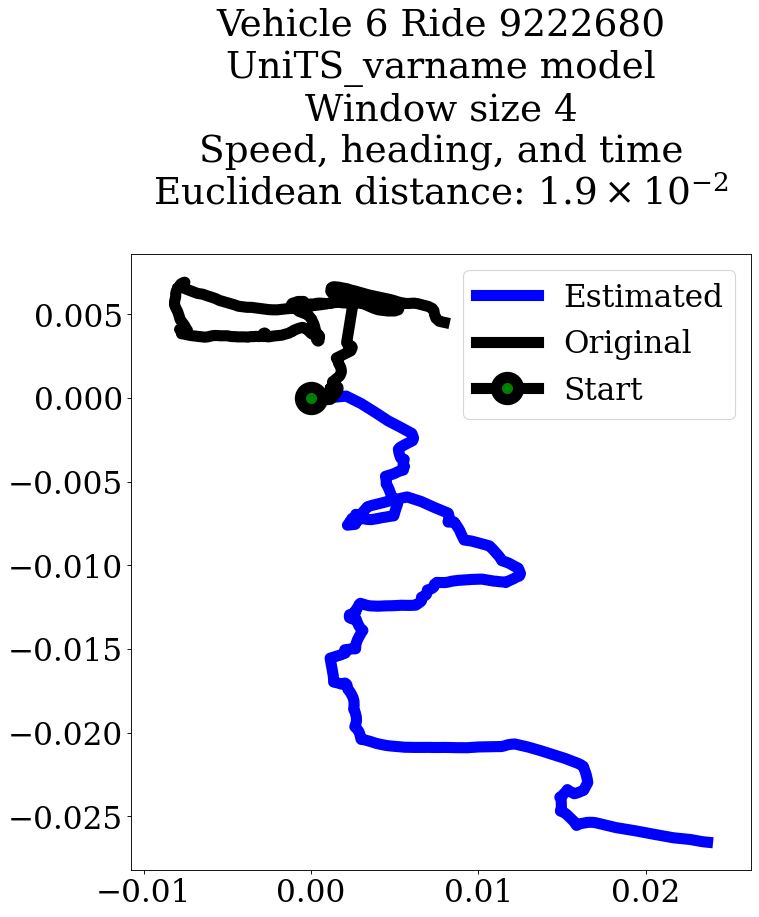 Vehicle 6 Ride 9222680
UniTS_varname model
Window size 4
Speed, heading, and time
Euclidean distance: 1.9 × 10⁻²
Estimated
Original
Start
0.005
0.000
−0.005
−0.010
−0.015
−0.020
−0.025
−0.01
0.00
0.01
0.02